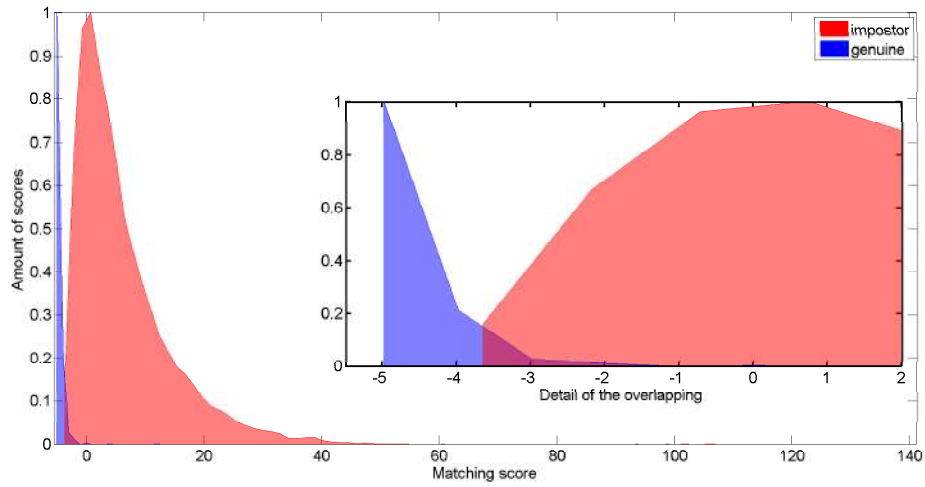 impostor
genuine
Amount of scores
1
0.9
0.8
0.7
0.6
0.5
0.4
0.3
0.2
0.1
0
0 20 40 60 80 100 120 140
Matching score
1
0.8
0.6
0.4
0.2
0
-5 -4 -3 -2 -1 0 1 2
Detail of the overlapping